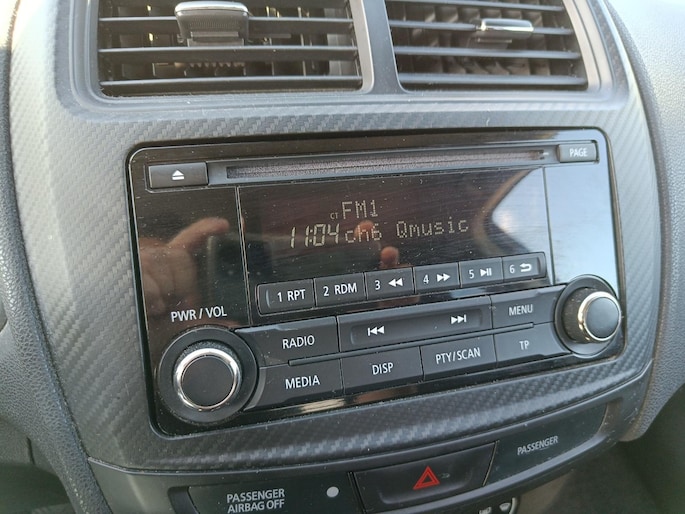 PAGE
CT FM1
11:04 ch6 Qmusic
1 RPT 2 RDM 3 4 5 6
PWR / VOL
RADIO MENU
MEDIA DISP PTY/SCAN TP
PASSENGER
AIRBAG OFF
PASSENGER